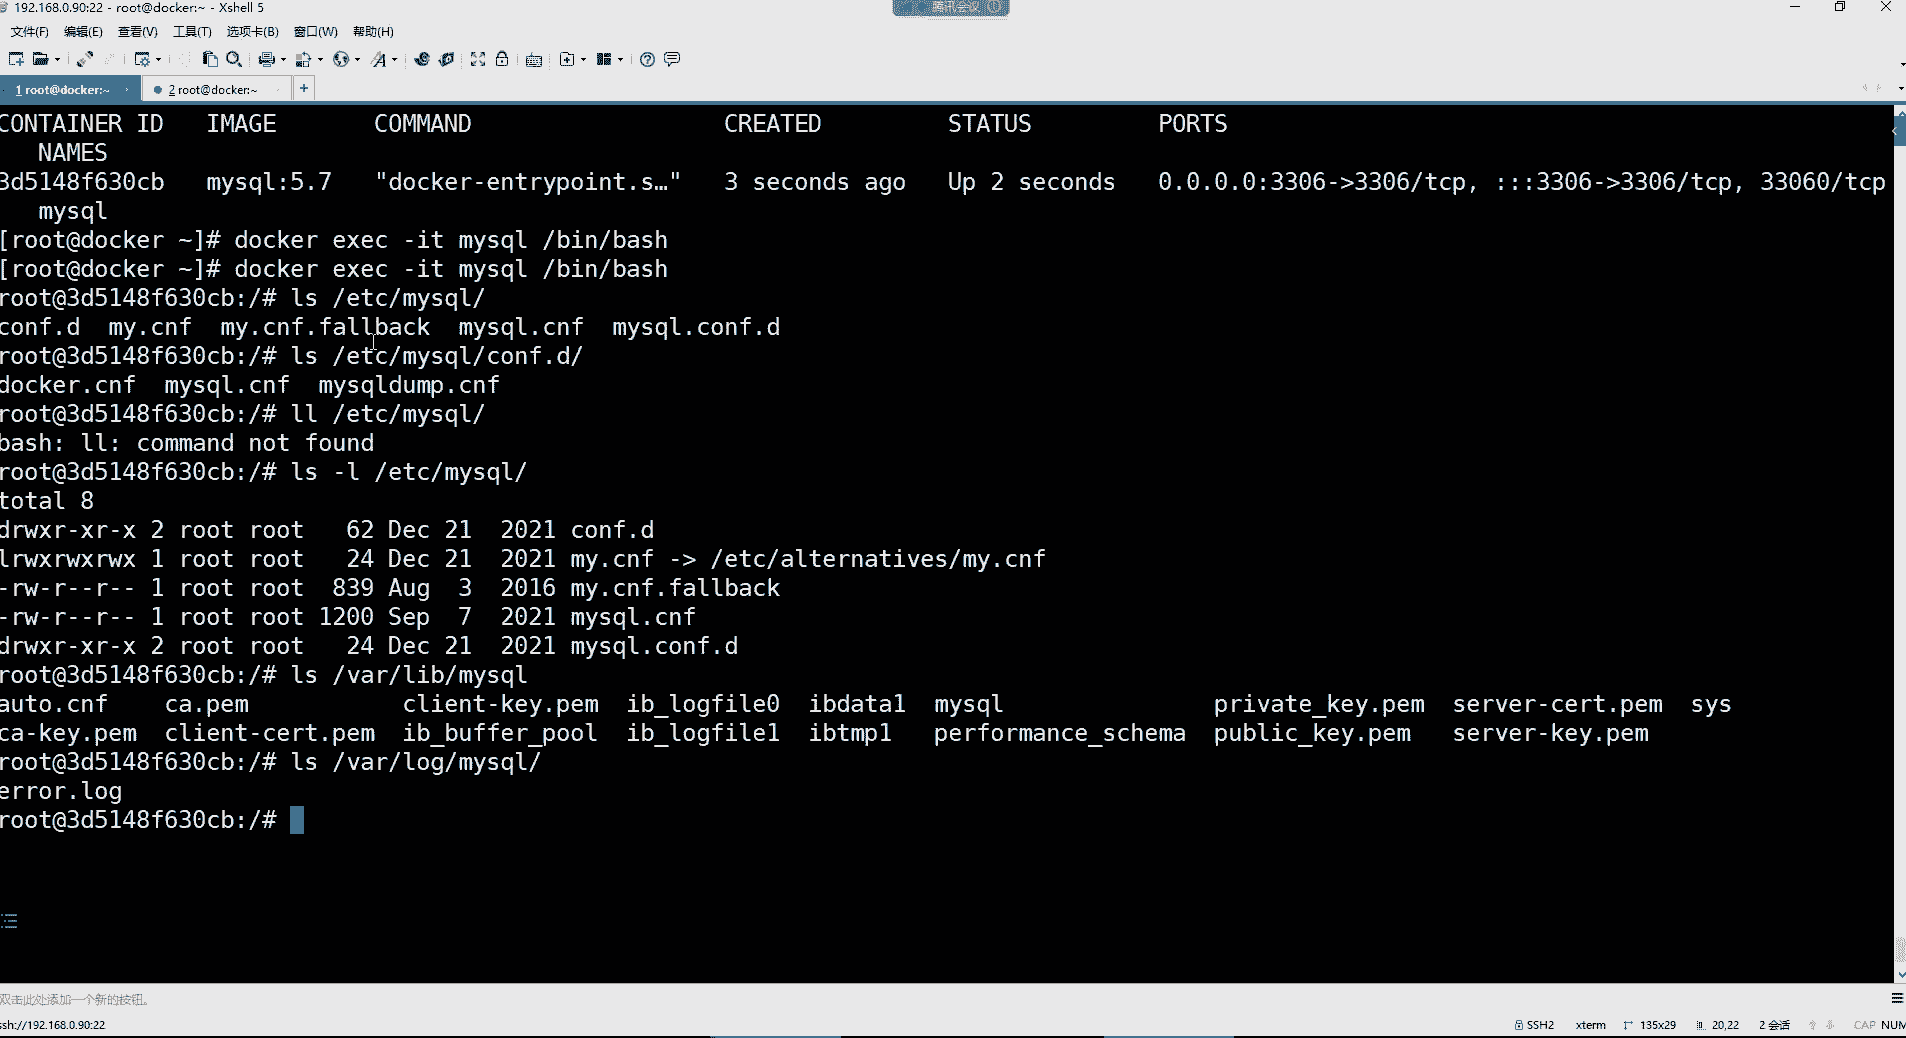 192.168.0.90:22 - root@docker:~ - Xshell 5
腾讯会议
文件(F) 编辑(E) 查看(V) 工具(T) 选项卡(B) 窗口(W) 帮助(H)
1 root@docker:~ 2 root@docker:~ +
CONTAINER ID IMAGE COMMAND CREATED STATUS PORTS
NAMES
3d5148f630cb mysql:5.7 "docker-entrypoint.s…" 3 seconds ago Up 2 seconds 0.0.0.0:3306->3306/tcp, :::3306->3306/tcp, 33060/tcp
mysql
[root@docker ~]# docker exec -it mysql /bin/bash
[root@docker ~]# docker exec -it mysql /bin/bash
root@3d5148f630cb:/# ls /etc/mysql/
conf.d my.cnf my.cnf.fallback mysql.cnf mysql.conf.d
root@3d5148f630cb:/# ls /etc/mysql/conf.d/
docker.cnf mysql.cnf mysqldump.cnf
root@3d5148f630cb:/# ll /etc/mysql/
bash: ll: command not found
root@3d5148f630cb:/# ls -l /etc/mysql/
total 8
drwxr-xr-x 2 root root 62 Dec 21 2021 conf.d
lrwxrwxrwx 1 root root 24 Dec 21 2021 my.cnf -> /etc/alternatives/my.cnf
-rw-r--r-- 1 root root 839 Aug 3 2016 my.cnf.fallback
-rw-r--r-- 1 root root 1200 Sep 7 2021 mysql.cnf
drwxr-xr-x 2 root root 24 Dec 21 2021 mysql.conf.d
root@3d5148f630cb:/# ls /var/lib/mysql
auto.cnf ca.pem client-key.pem ib_logfile0 ibdata1 mysql private_key.pem server-cert.pem sys
ca-key.pem client-cert.pem ib_buffer_pool ib_logfile1 ibtmp1 performance_schema public_key.pem server-key.pem
root@3d5148f630cb:/# ls /var/log/mysql/
error.log
root@3d5148f630cb:/#
双击此处添加一个新的按钮。
ssh://192.168.0.90:22 SSH2 xterm 135x29 20,22 2 会话 CAP NUM